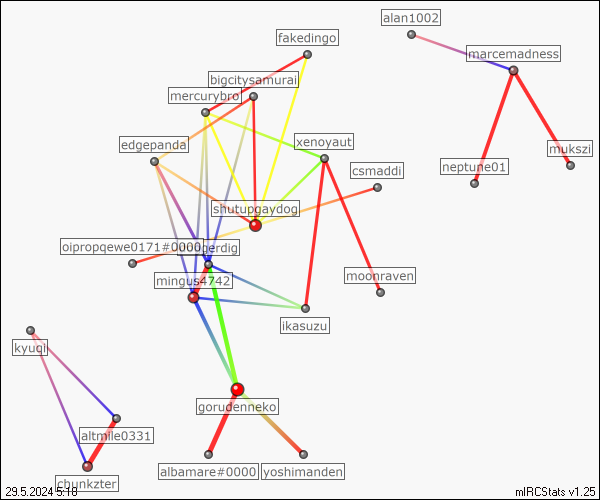 alan1002
fakedingo
marcemadness
bigcitysamurai
mercurybro
xenoyaut
edgepanda
mukszi
neptune01
csmaddi
shutupgaydog
oipropqewe0171#0000
gerdig
mingus4742
moonraven
ikasuzu
kyuqi
gorudenneko
altmile0331
albamare#0000
yoshimanden
chunkzter
29.5.2024 5:18
mIRCStats v1.25